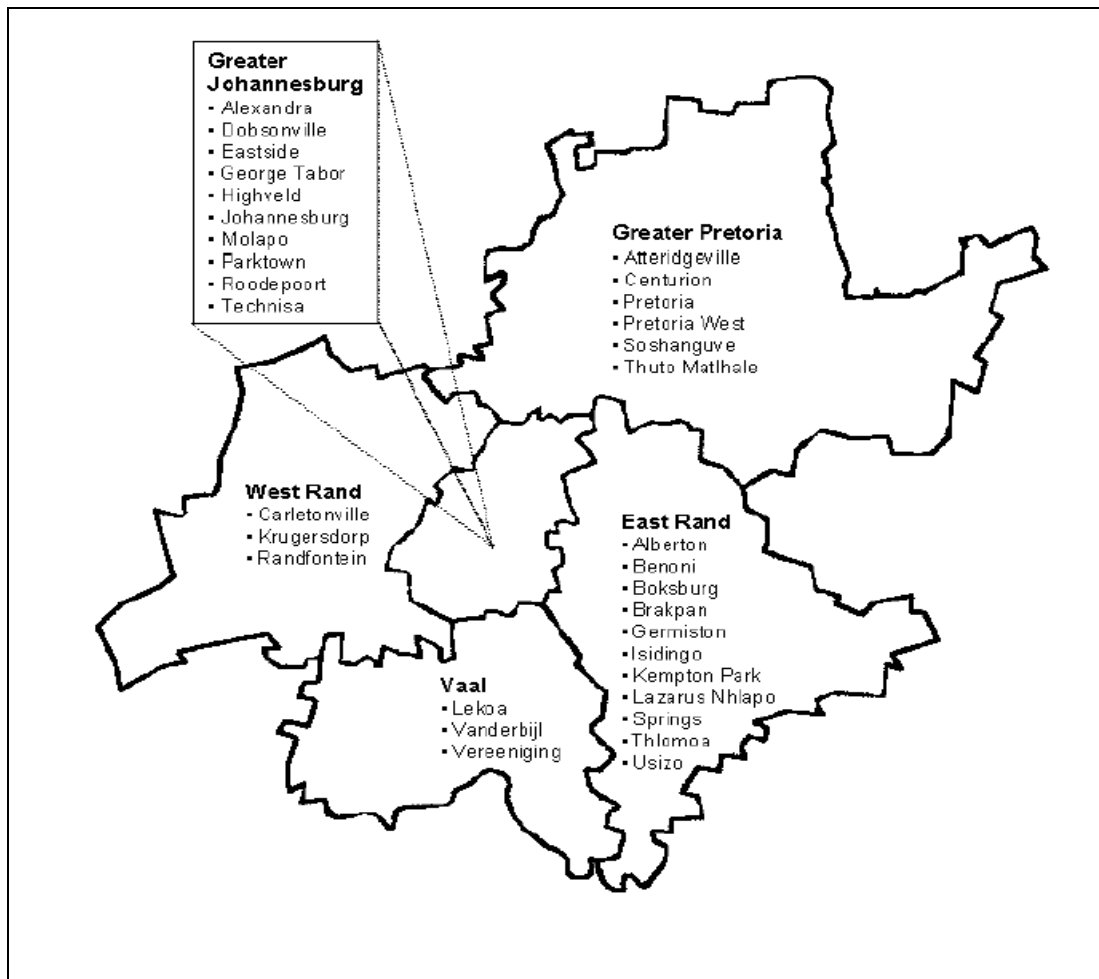 Greater
Johannesburg
▪ Alexandra
▪ Dobsonville
▪ Eastside
▪ George Tabor
▪ Highveld
▪ Johannesburg
▪ Molapo
▪ Parktown
▪ Roodepoort
▪ Technisa
Greater Pretoria
▪ Atteridgeville
▪ Centurion
▪ Pretoria
▪ Pretoria West
▪ Soshanguve
▪ Thuto Matlhale
West Rand
▪ Carletonville
▪ Krugersdorp
▪ Randfontein
East Rand
▪ Alberton
▪ Benoni
▪ Boksburg
▪ Brakpan
▪ Germiston
▪ Isidingo
▪ Kempton Park
▪ Lazarus Nhlapo
▪ Springs
▪ Thlomoa
▪ Usizo
Vaal
▪ Lekoa
▪ Vanderbijl
▪ Vereeniging